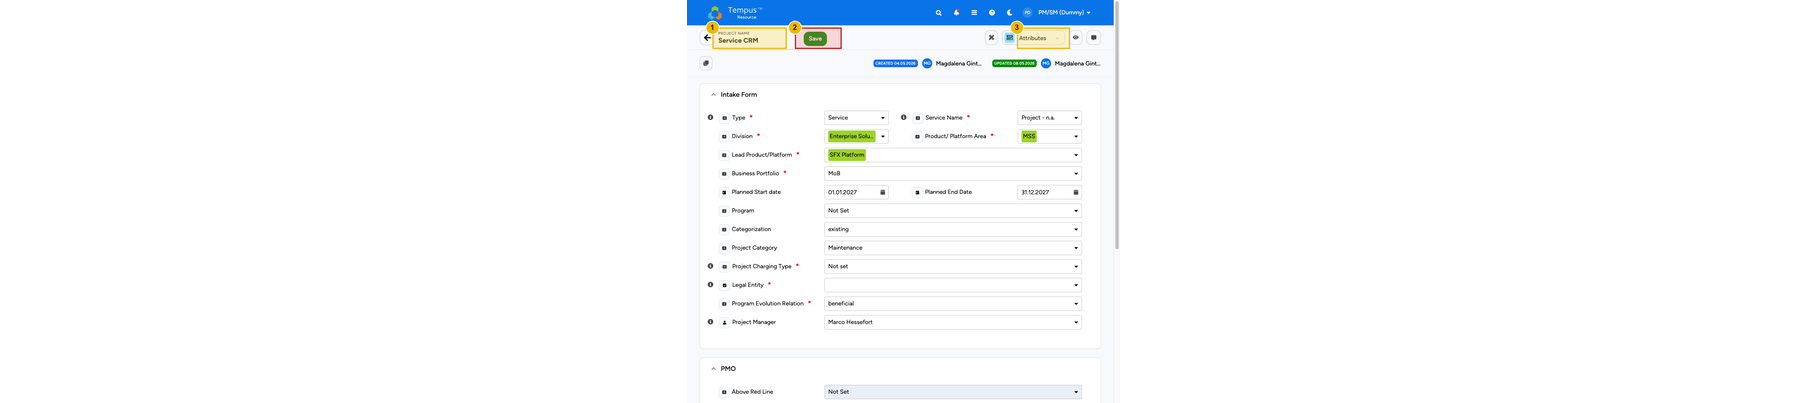 Tempus™
Resource
PM/SM (Dummy)
1
2
3
PROJECT NAME
Service CRM
Save
Attributes
CREATED 04.05.2026
MG
Magdalena Gint...
UPDATED 08.05.2026
MG
Magdalena Gint...
Intake Form
Type *
Service
Service Name *
Project - n.a.
Division *
Enterprise Solu...
Product/ Platform Area *
MSS
Lead Product/Platform *
SFX Platform
Business Portfolio *
MoB
Planned Start date
01.01.2027
Planned End Date
31.12.2027
Program
Not Set
Categorization
existing
Project Category
Maintenance
Project Charging Type *
Not set
Legal Entity *
Program Evolution Relation *
beneficial
Project Manager
Marco Hessefort
PMO
Above Red Line
Not Set